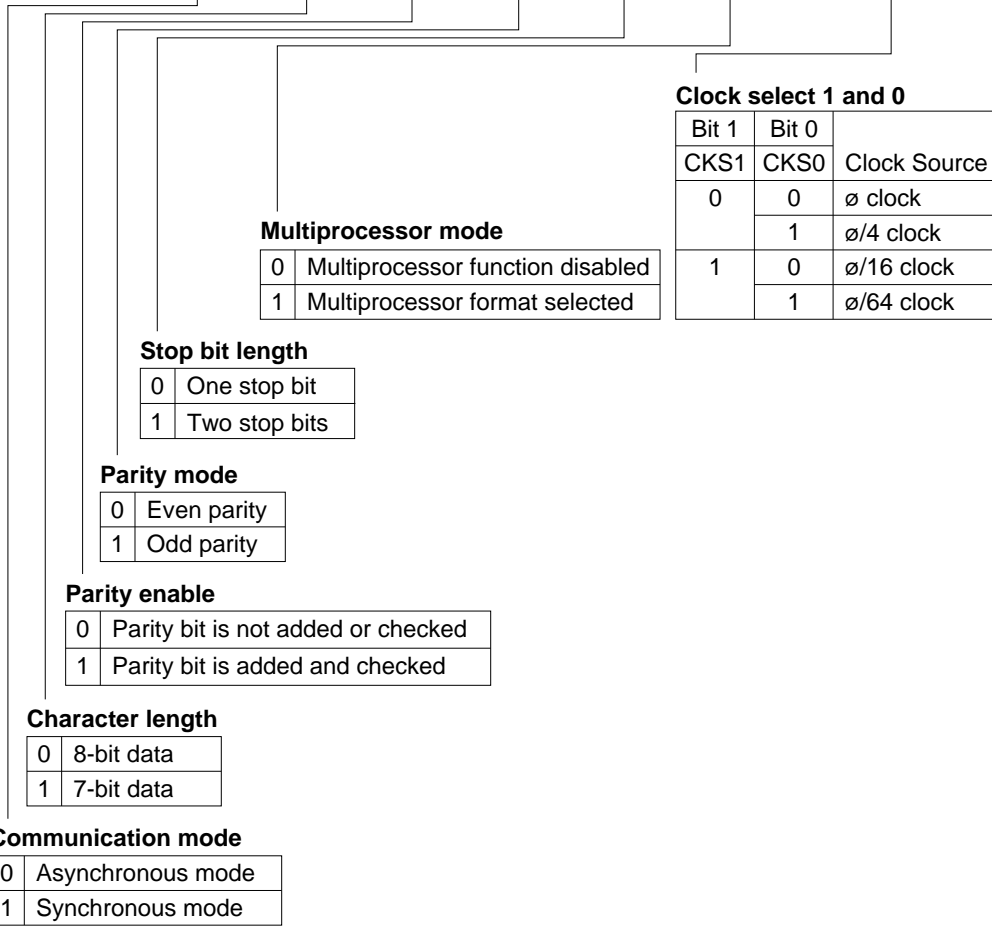 Clock select 1 and 0
Bit 1 Bit 0
CKS1 CKS0 Clock Source
0 0 ø clock
1 ø/4 clock
1 0 ø/16 clock
1 ø/64 clock
Multiprocessor mode
0 Multiprocessor function disabled
1 Multiprocessor format selected
Stop bit length
0 One stop bit
1 Two stop bits
Parity mode
0 Even parity
1 Odd parity
Parity enable
0 Parity bit is not added or checked
1 Parity bit is added and checked
Character length
0 8-bit data
1 7-bit data
Communication mode
0 Asynchronous mode
1 Synchronous mode